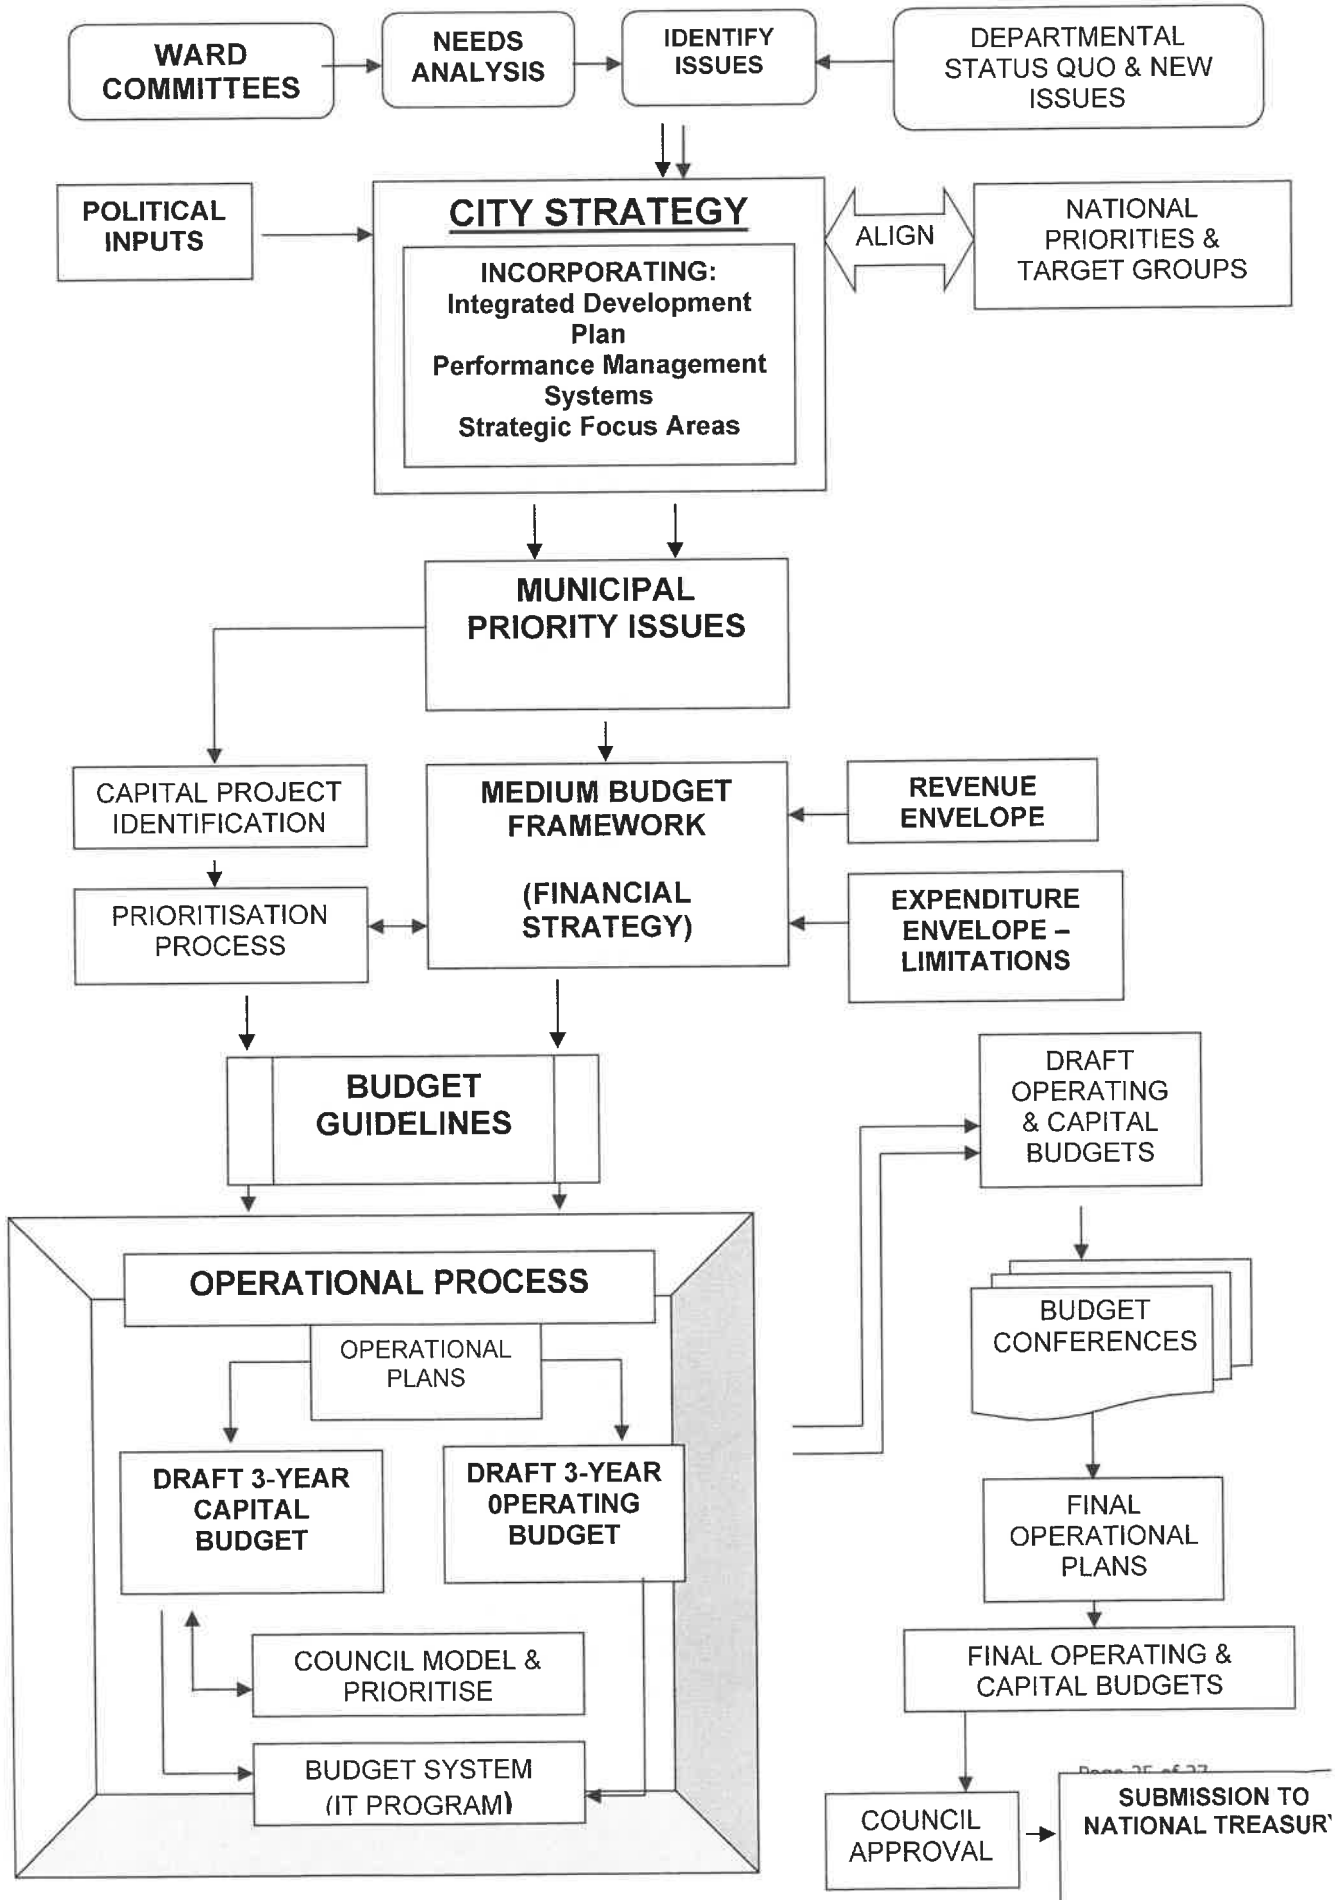 WARD
COMMITTEES
NEEDS
ANALYSIS
IDENTIFY
ISSUES
DEPARTMENTAL
STATUS QUO & NEW
ISSUES
POLITICAL
INPUTS
CITY STRATEGY
INCORPORATING:
Integrated Development
Plan
Performance Management
Systems
Strategic Focus Areas
ALIGN
NATIONAL
PRIORITIES &
TARGET GROUPS
MUNICIPAL
PRIORITY ISSUES
CAPITAL PROJECT
IDENTIFICATION
MEDIUM BUDGET
FRAMEWORK
(FINANCIAL
STRATEGY)
REVENUE
ENVELOPE
PRIORITISATION
PROCESS
EXPENDITURE
ENVELOPE –
LIMITATIONS
BUDGET
GUIDELINES
OPERATIONAL PROCESS
OPERATIONAL
PLANS
DRAFT 3-YEAR
CAPITAL
BUDGET
DRAFT 3-YEAR
0PERATING
BUDGET
COUNCIL MODEL &
PRIORITISE
BUDGET SYSTEM
(IT PROGRAM)
DRAFT
OPERATING
& CAPITAL
BUDGETS
BUDGET
CONFERENCES
FINAL
OPERATIONAL
PLANS
FINAL OPERATING &
CAPITAL BUDGETS
COUNCIL
APPROVAL
SUBMISSION TO
NATIONAL TREASUR